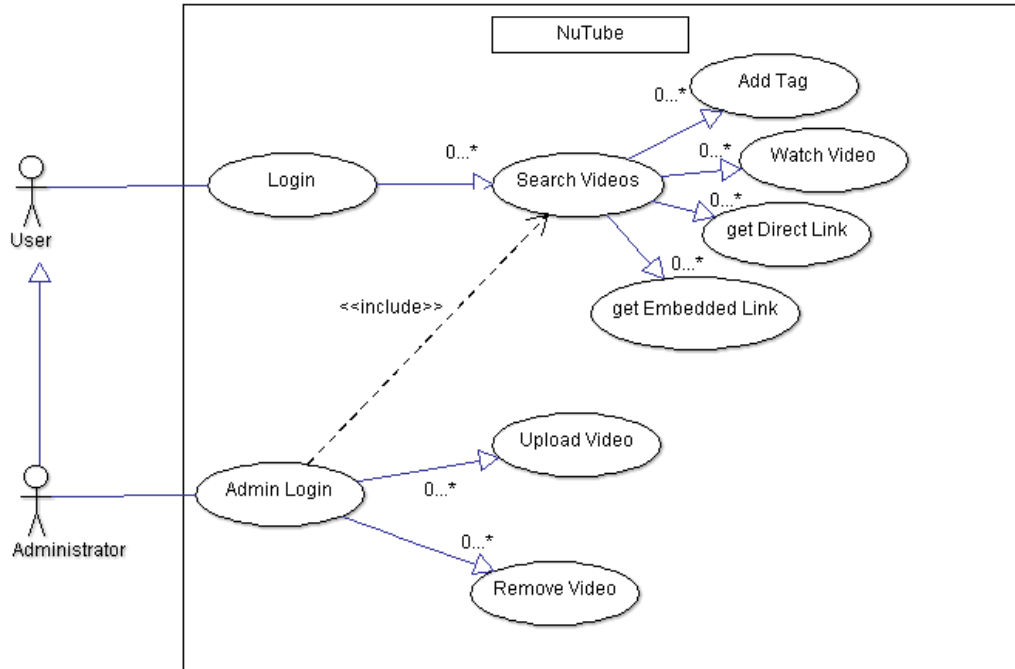 NuTube
Add Tag
0...*
0...*
Watch Video
0...*
Login
Search Videos
0...*
get Direct Link
User
0...*
get Embedded Link
<<include>>
Upload Video
0...*
Admin Login
0...*
Administrator
Remove Video